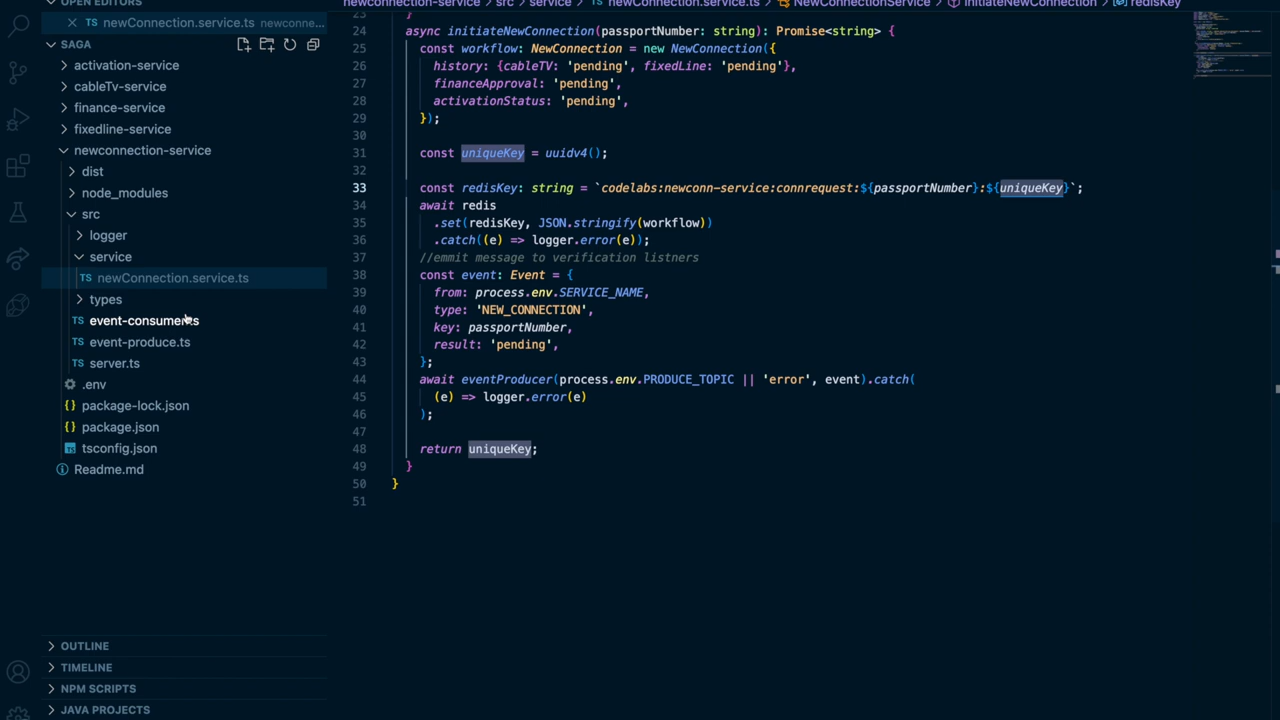 OPEN EDITORS
newConnection.service.ts newconne...
SAGA
activation-service
cableTv-service
finance-service
fixedline-service
newconnection-service
dist
node_modules
src
logger
service
TS newConnection.service.ts
types
TS event-consumer.ts
TS event-produce.ts
TS server.ts
.env
{} package-lock.json
{} package.json
tsconfig.json
Readme.md
OUTLINE
TIMELINE
NPM SCRIPTS
JAVA PROJECTS
newconnection-service > src > service > TS newConnection.service.ts > NewConnectionService > initiateNewConnection > redisKey
23 }
24 async initiateNewConnection(passportNumber: string): Promise<string> {
25 const workflow: NewConnection = new NewConnection({
26 history: {cableTV: 'pending', fixedLine: 'pending'},
27 financeApproval: 'pending',
28 activationStatus: 'pending',
29 });
30
31 const uniqueKey = uuidv4();
32
33 const redisKey: string = `codelabs:newconn-service:connrequest:${passportNumber}:${uniqueKey}`;
34 await redis
35 .set(redisKey, JSON.stringify(workflow))
36 .catch((e) => logger.error(e));
37 //emmit message to verification listners
38 const event: Event = {
39 from: process.env.SERVICE_NAME,
40 type: 'NEW_CONNECTION',
41 key: passportNumber,
42 result: 'pending',
43 };
44 await eventProducer(process.env.PRODUCE_TOPIC || 'error', event).catch(
45 (e) => logger.error(e)
46 );
47
48 return uniqueKey;
49 }
50 }
51